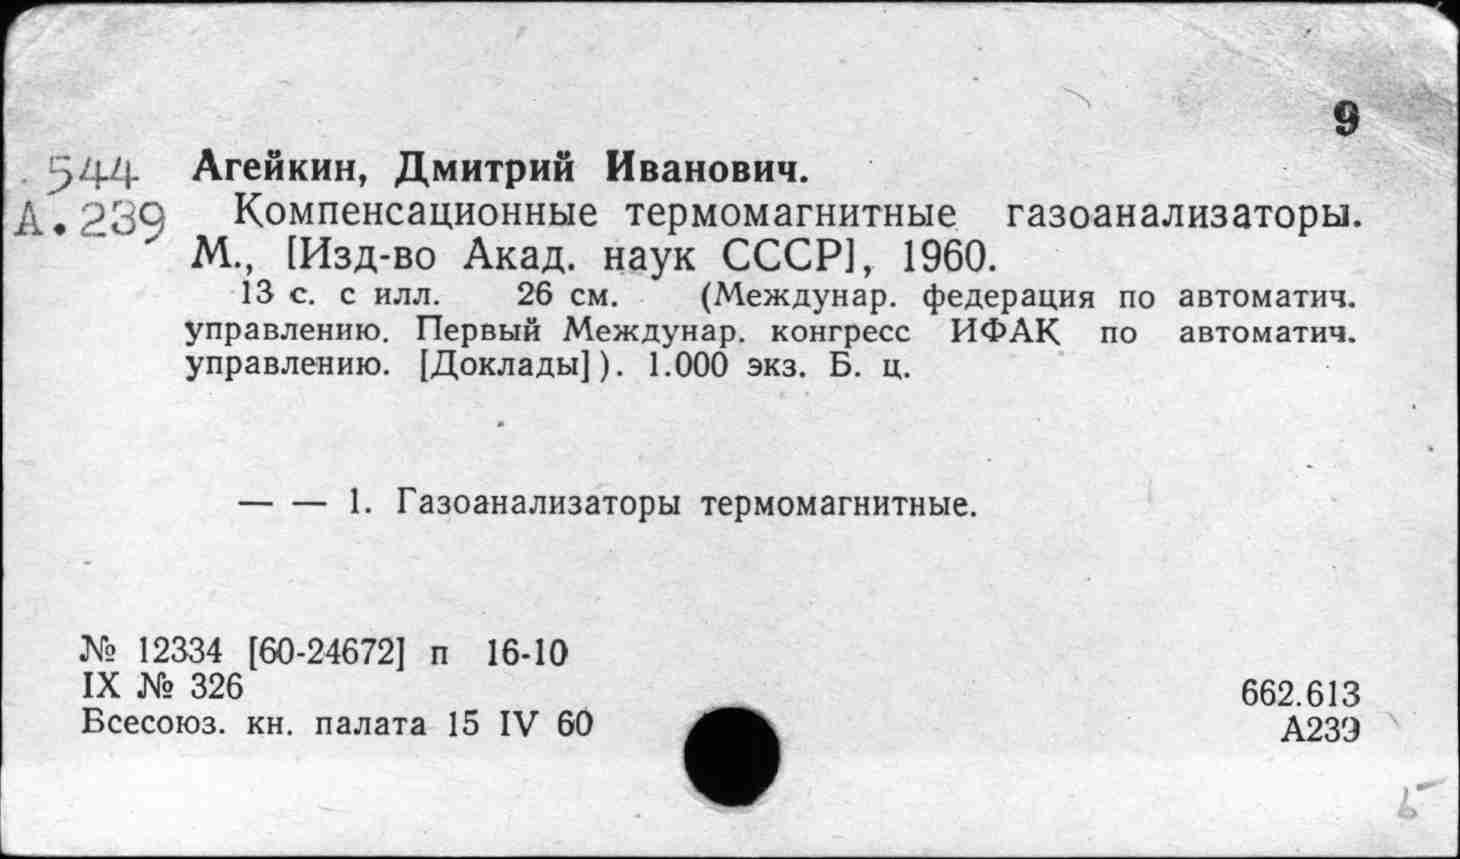 9
544 Агейкин, Дмитрий Иванович.
А.239 Компенсационные термомагнитные газоанализаторы.
М., [Изд-во Акад. наук СССР], 1960.
13 с. с илл. 26 см. (Междунар. федерация по автоматич.
управлению. Первый Междунар. конгресс ИФАК по автоматич.
управлению. [Доклады]). 1.000 экз. Б. ц.
— — 1. Газоанализаторы термомагнитные.
№ 12334 [60-24672] п 16-10
IX № 326
662.613
Всесоюз. кн. палата 15 IV 60
А239